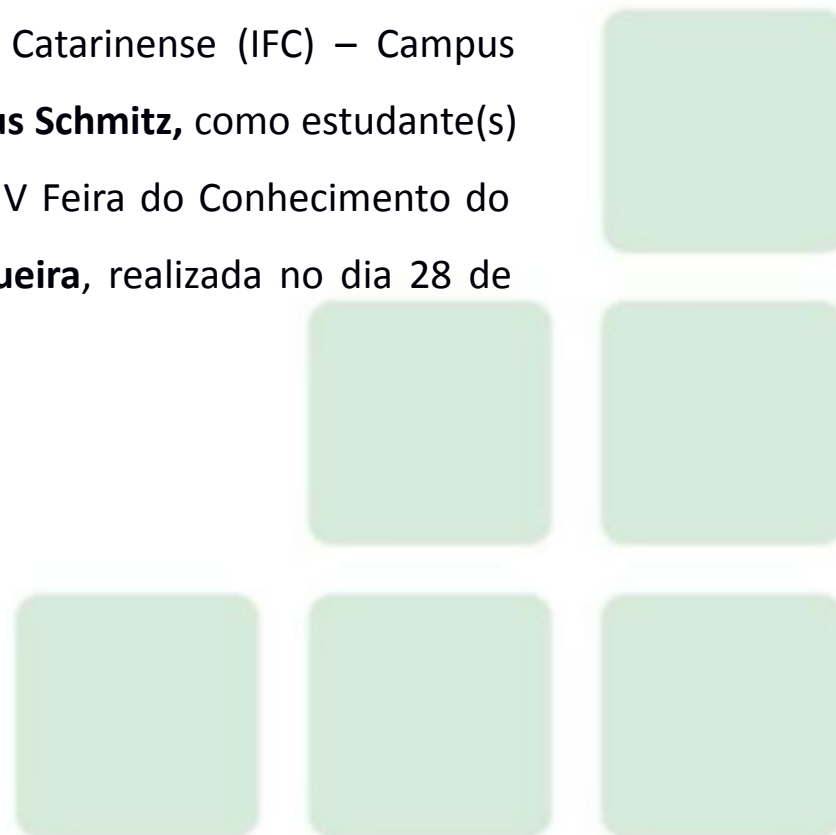 Catarinense (IFC) – Campus
us Schmitz, como estudante(s)
V Feira do Conhecimento do
ueira, realizada no dia 28 de